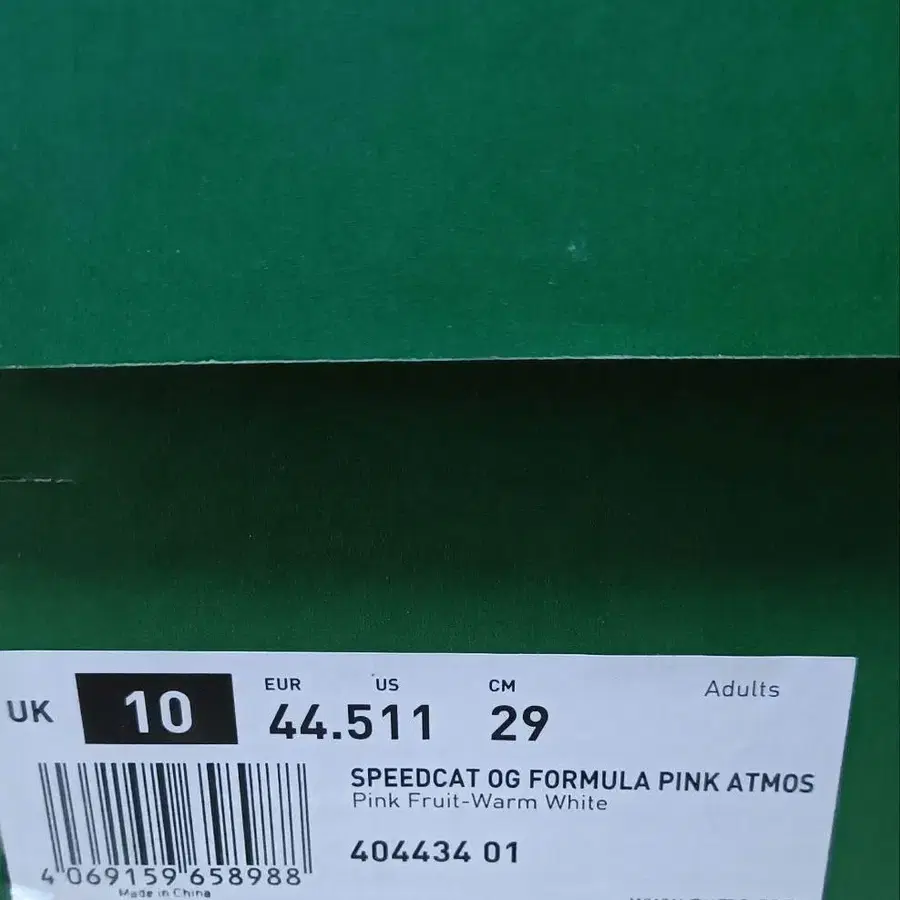 EUR US CM Adults
UK 10 44.5 11 29
SPEEDCAT OG FORMULA PINK ATMOS
Pink Fruit-Warm White
404434 01
4 069159 658988
Made in China